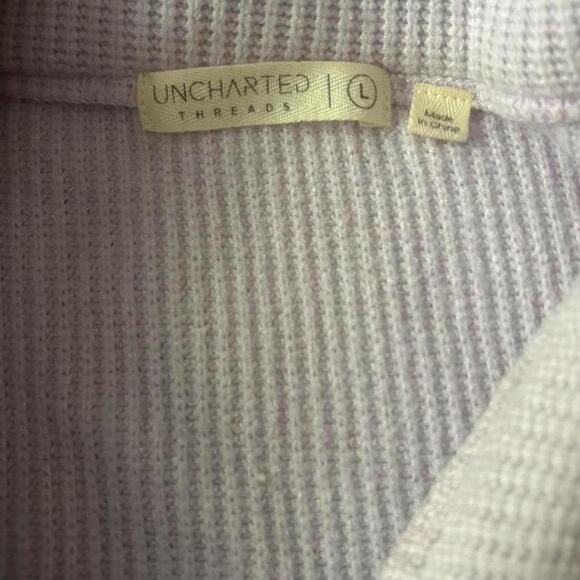 UNCHARTED | L
THREADS
Made
in China